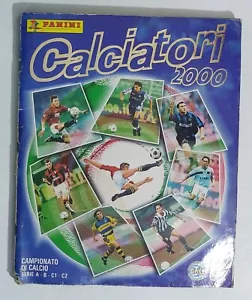 PANINI
Calciatori
2000
CAMPIONATO
DI CALCIO
SERIE A - B - C1 - C2